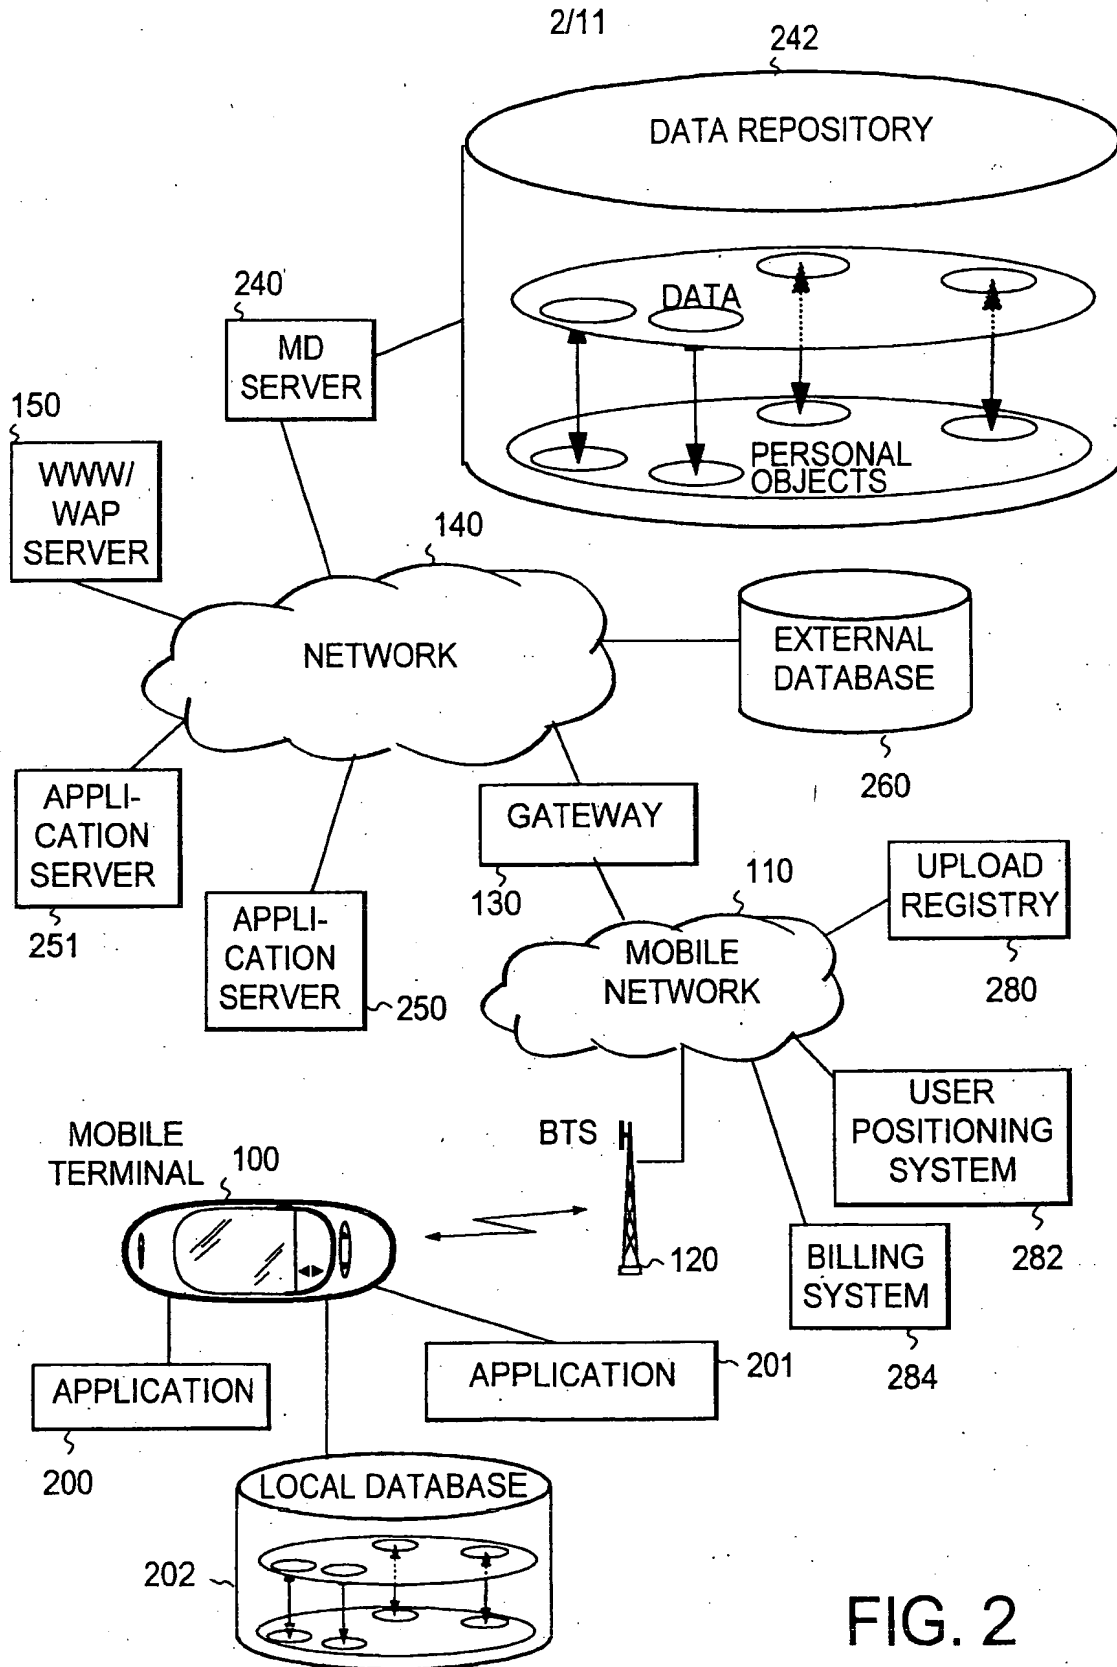 2/11
242
DATA REPOSITORY
DATA
PERSONAL
OBJECTS
240
MD
SERVER
150
WWW/
WAP
SERVER
140
NETWORK
EXTERNAL
DATABASE
260
APPLI-
CATION
SERVER
251
APPLI-
CATION
SERVER
250
GATEWAY
130
110
MOBILE
NETWORK
UPLOAD
REGISTRY
280
USER
POSITIONING
SYSTEM
282
BTS
120
BILLING
SYSTEM
284
MOBILE
TERMINAL
100
APPLICATION
200
APPLICATION
201
LOCAL DATABASE
202
FIG. 2